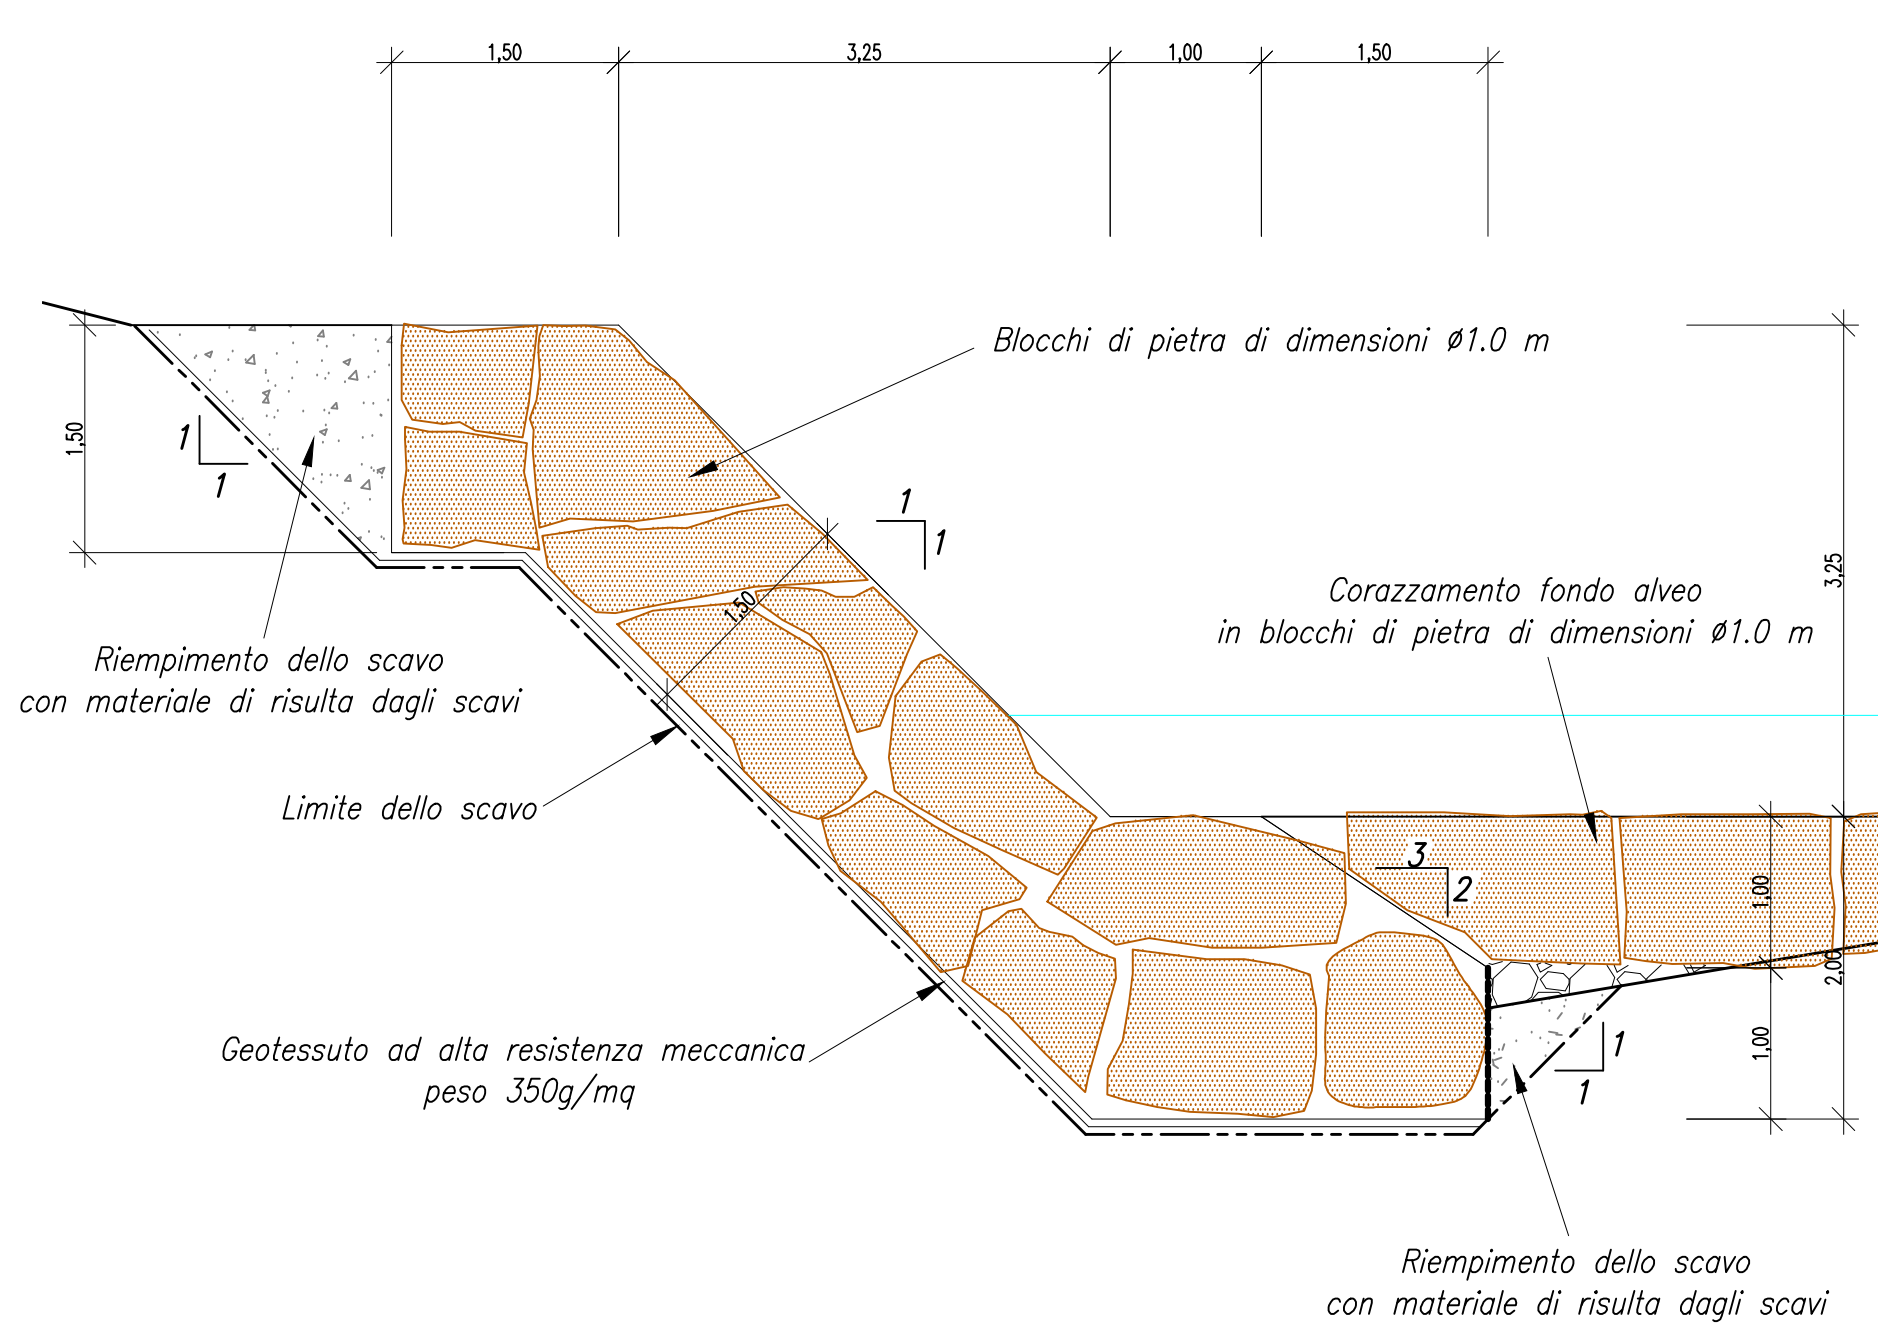 1,50
3,25
1,00
1,50
Blocchi di pietra di dimensioni ø1.0 m
1,50
1
1
1
1
3,25
Corazzamento fondo alveo
in blocchi di pietra di dimensioni ø1.0 m
1,50
Riempimento dello scavo
con materiale di risulta dagli scavi
Limite dello scavo
3
2
1,00
2,00
Geotessuto ad alta resistenza meccanica
peso 350g/mq
1
1
1,00
Riempimento dello scavo
con materiale di risulta dagli scavi